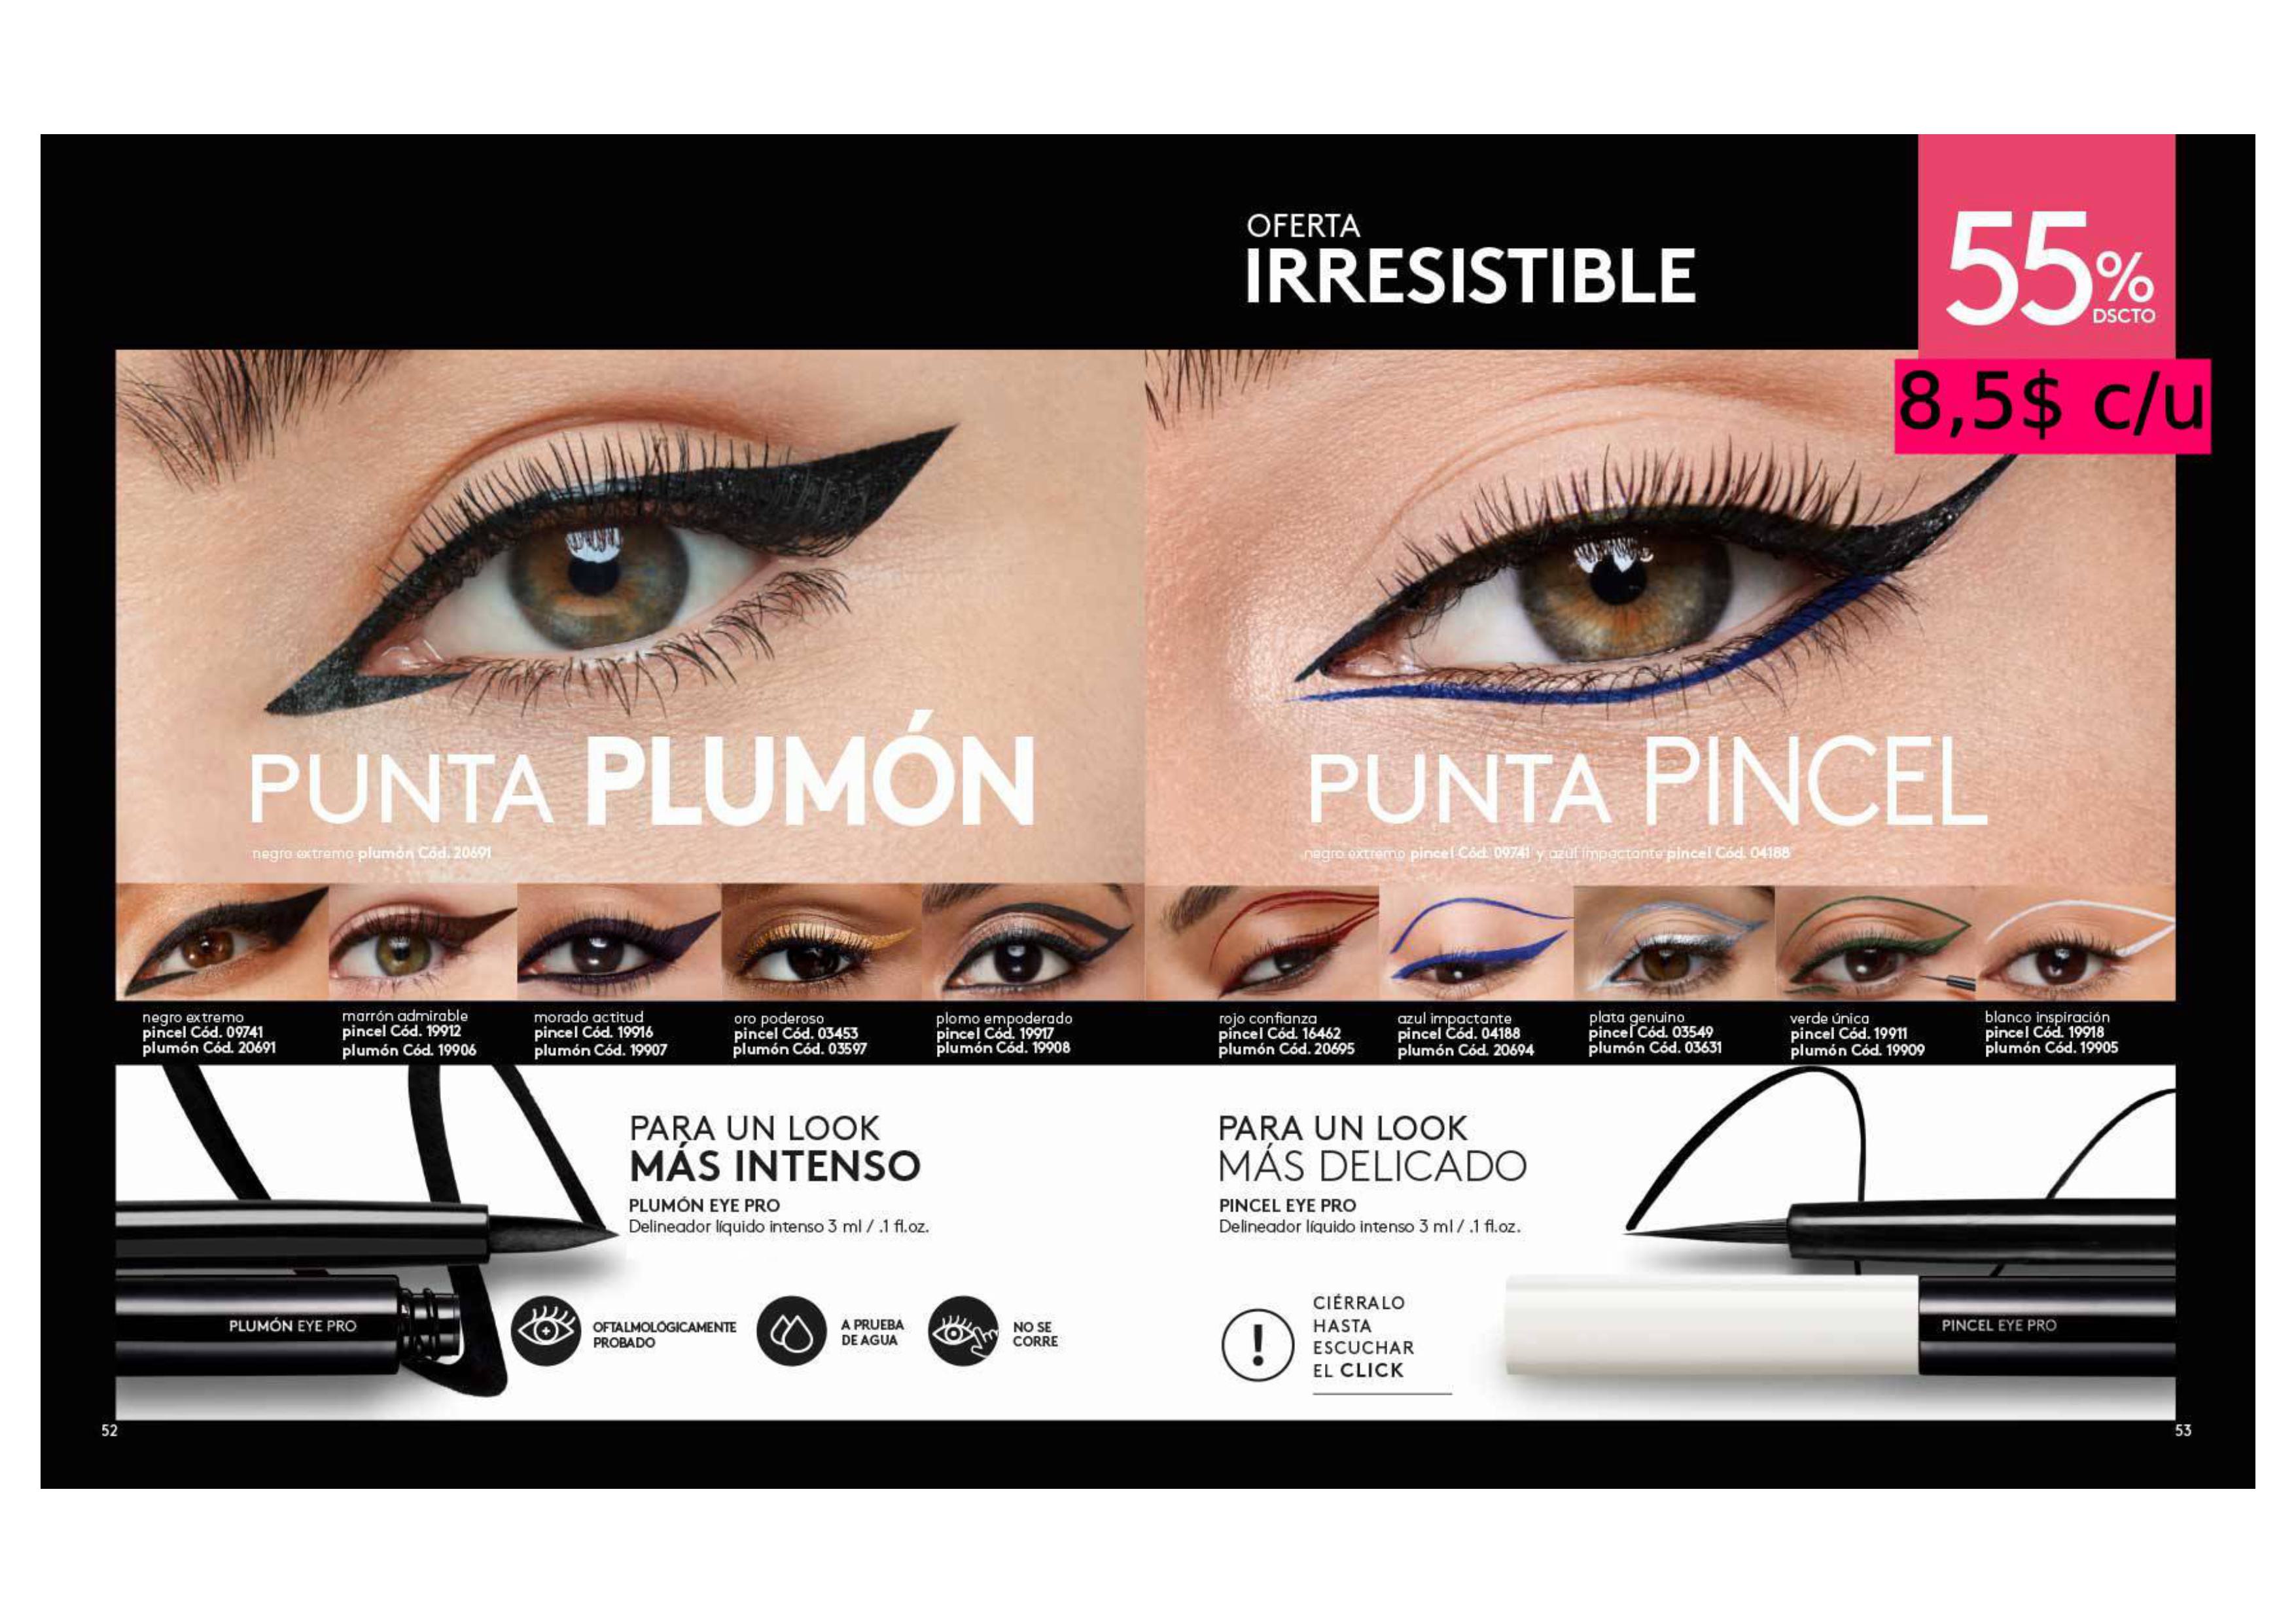 OFERTA
IRRESISTIBLE
55%
DSCTO
8,5$ c/u
PUNTA PLUMÓN
negro extremo plumón Cód. 20691
PUNTA PINCEL
negro extremo pincel Cód. 09741 y azul impactante pincel Cód. 04188
negro extremo
pincel Cód. 09741
plumón Cód. 20691
marrón admirable
pincel Cód. 19912
plumón Cód. 19906
morado actitud
pincel Cód. 19916
plumón Cód. 19907
oro poderoso
pincel Cód. 03453
plumón Cód. 03597
plomo empoderado
pincel Cód. 19917
plumón Cód. 19908
rojo confianza
pincel Cód. 16462
plumón Cód. 20695
azul impactante
pincel Cód. 04188
plumón Cód. 20694
plata genuino
pincel Cód. 03549
plumón Cód. 03631
verde única
pincel Cód. 19911
plumón Cód. 19909
blanco inspiración
pincel Cód. 19918
plumón Cód. 19905
PARA UN LOOK
MÁS INTENSO
PLUMÓN EYE PRO
Delineador líquido intenso 3 ml / .1 fl.oz.
PLUMÓN EYE PRO
OFTALMOLÓGICAMENTE
PROBADO
A PRUEBA
DE AGUA
NO SE
CORRE
PARA UN LOOK
MÁS DELICADO
PINCEL EYE PRO
Delineador líquido intenso 3 ml / .1 fl.oz.
!
CIÉRRALO
HASTA
ESCUCHAR
EL CLICK
PINCEL EYE PRO
52
53